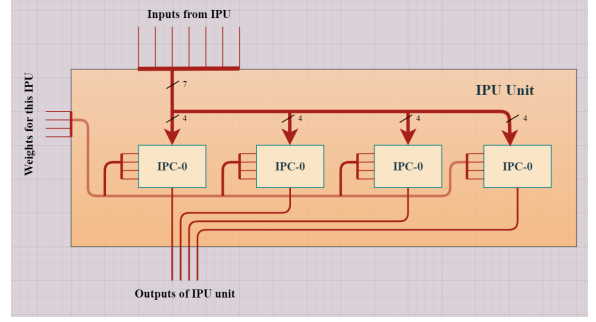 Inputs from IPU
Weights for this IPU
IPU Unit
7
4
4
4
4
IPC-0
IPC-0
IPC-0
IPC-0
Outputs of IPU unit